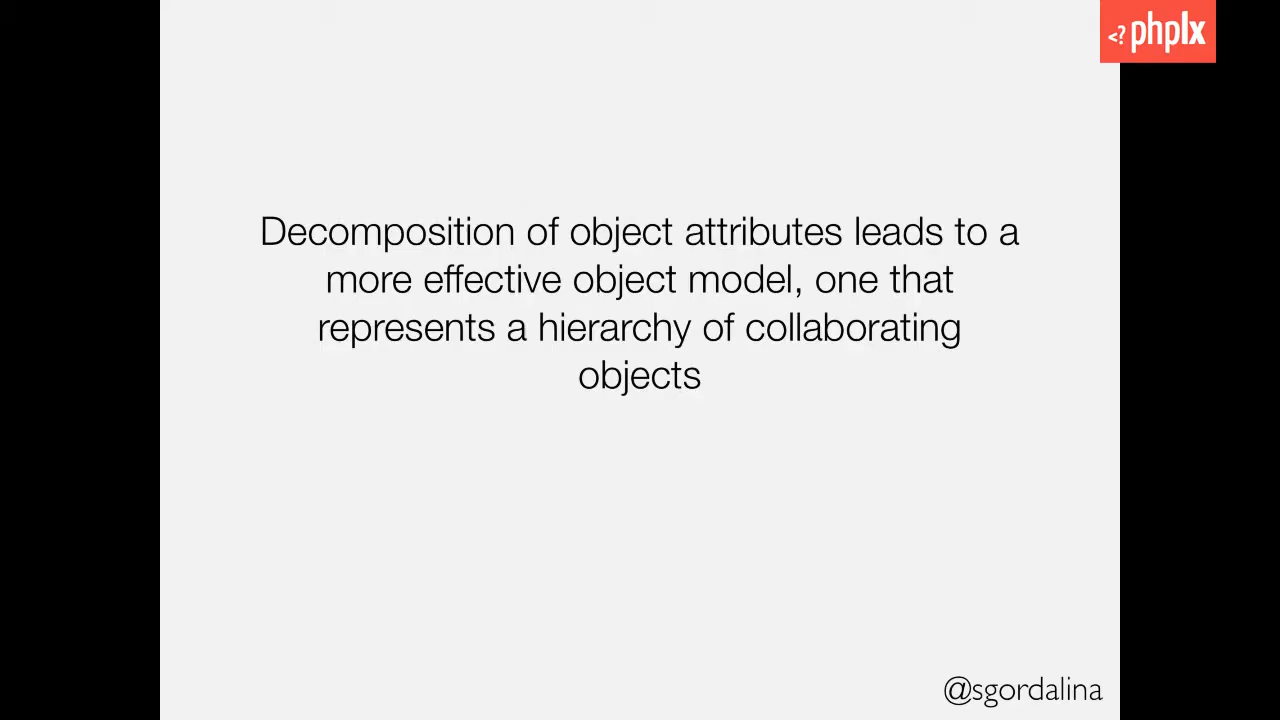 <? phplx
Decomposition of object attributes leads to a
more effective object model, one that
represents a hierarchy of collaborating
objects
@sgordalina